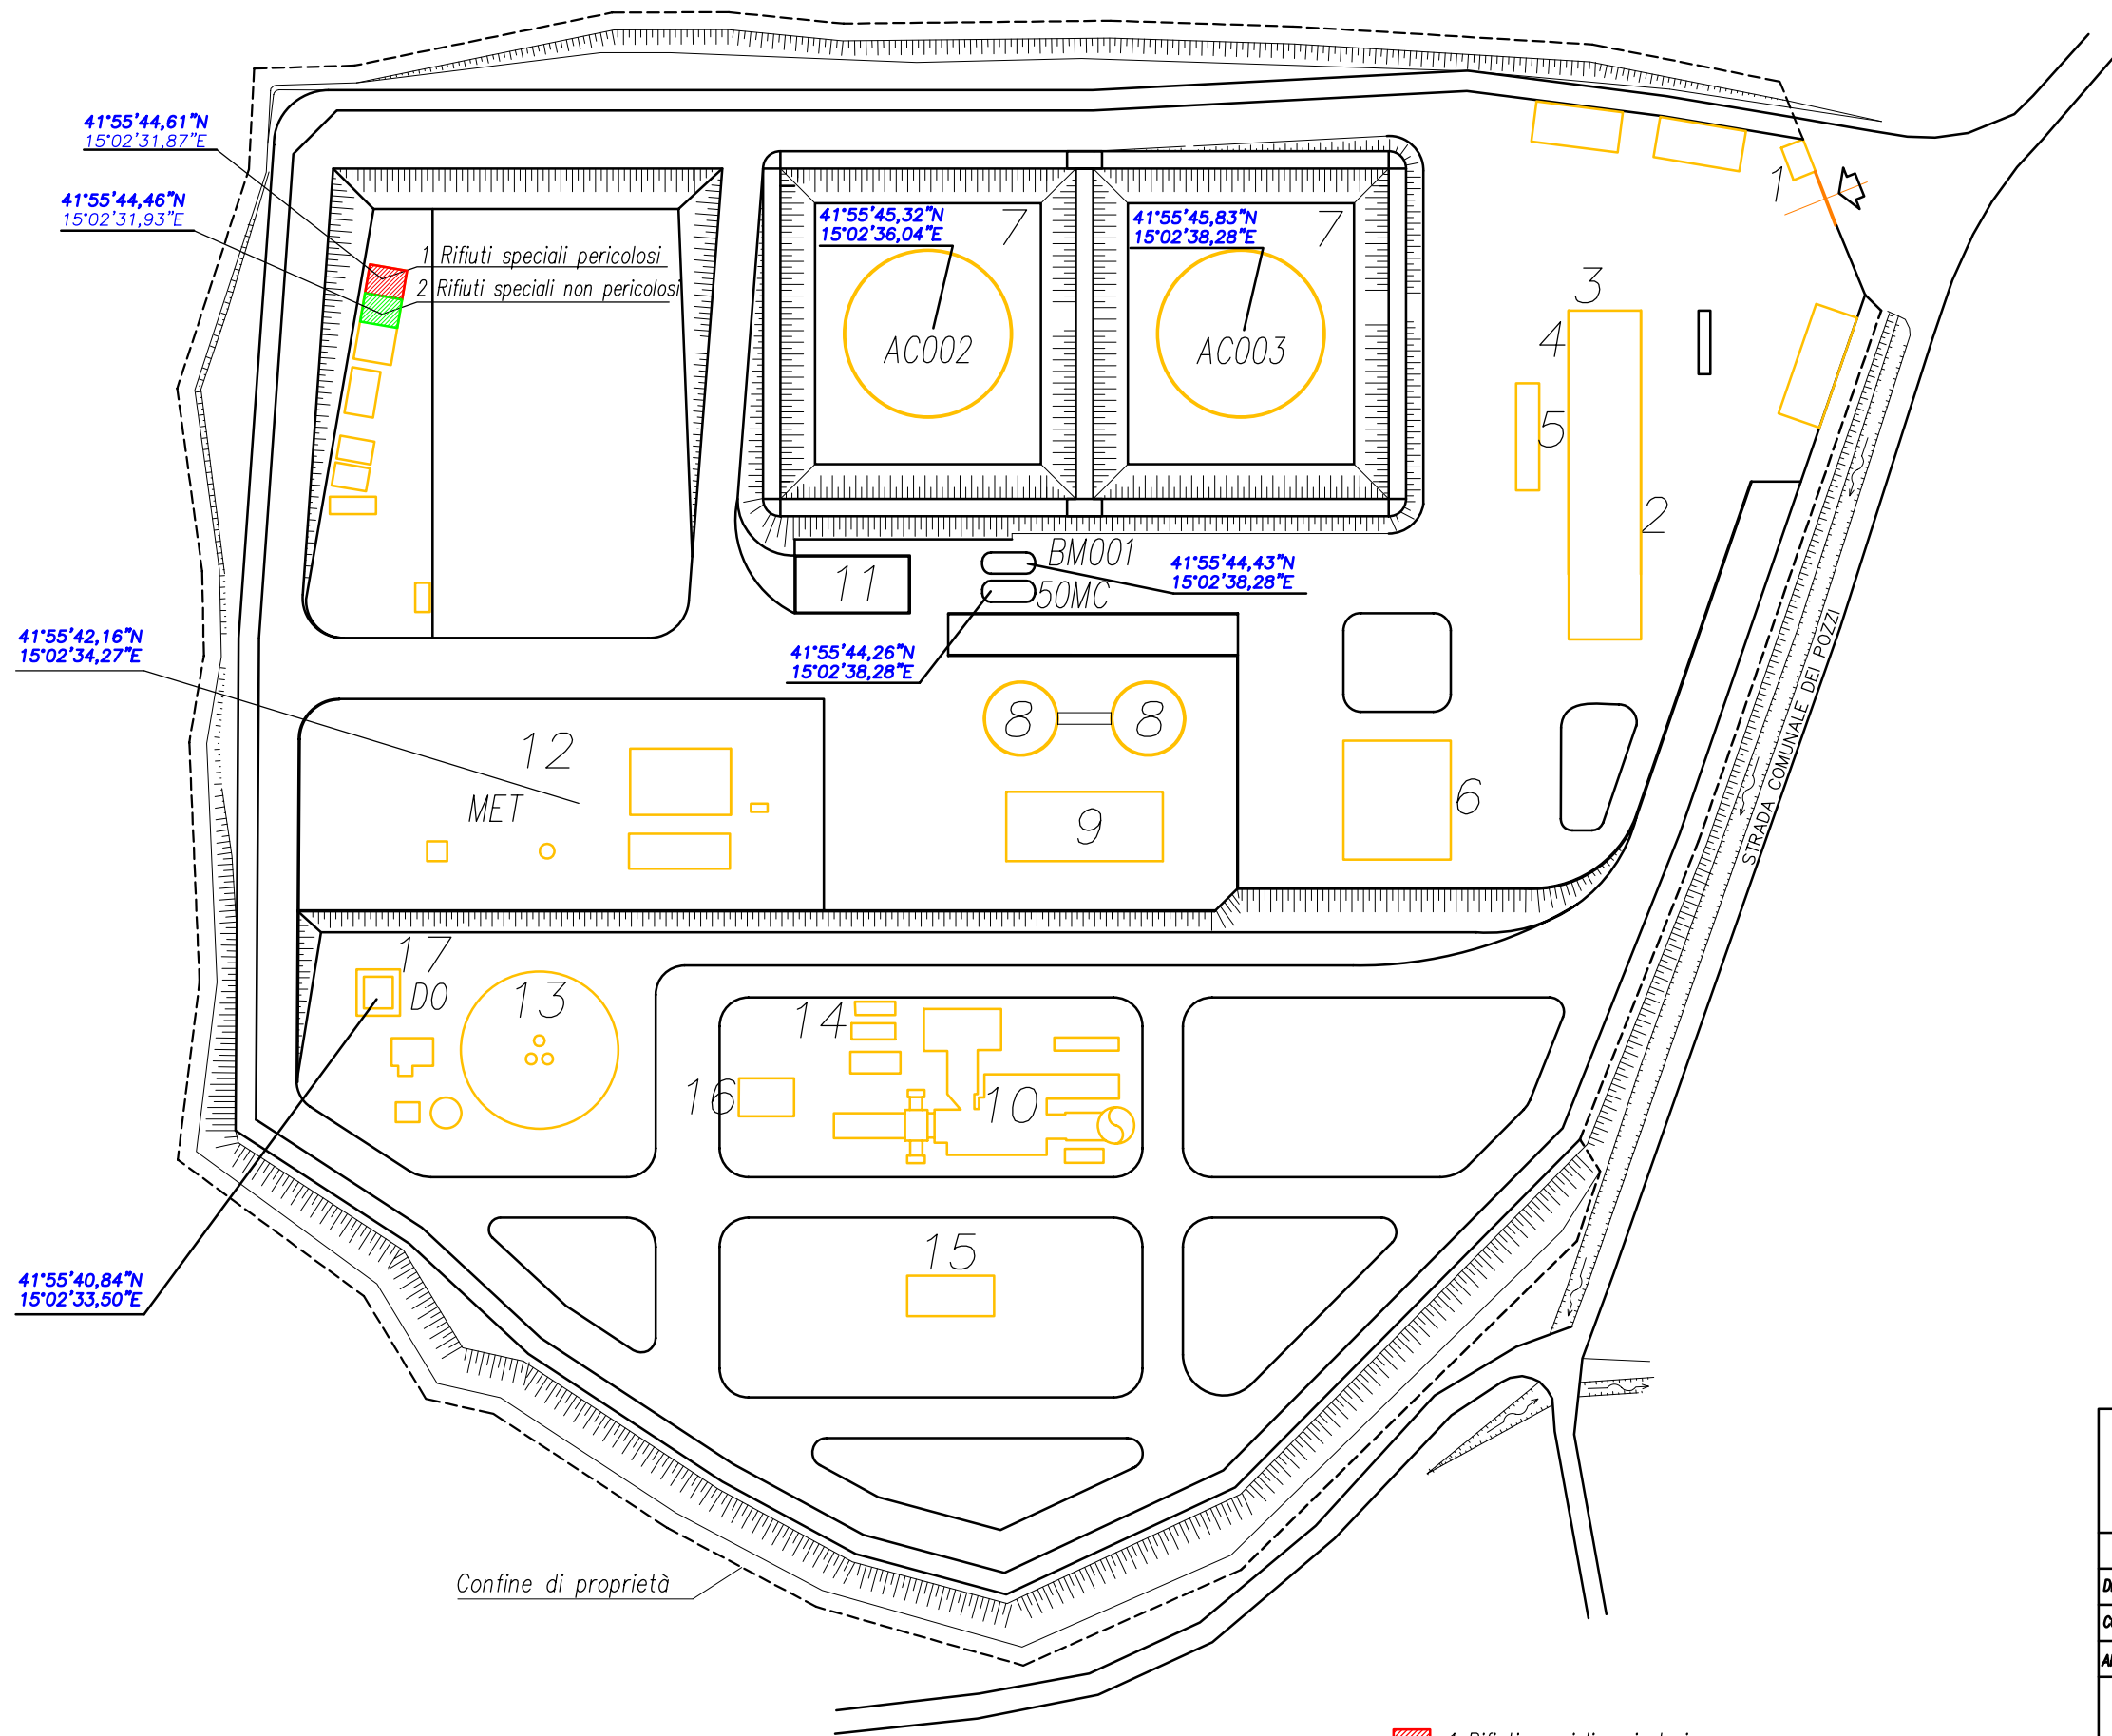 41°55'44,61"N
15°02'31,87"E
41°55'44,46"N
15°02'31,93"E
1 Rifiuti speciali pericolosi
2 Rifiuti speciali non pericolosi
41°55'45,32"N
15°02'36,04"E
7
AC002
41°55'45,83"N
15°02'38,28"E
7
AC003
1
3
4
5
2
11
BM001
50MC
41°55'44,43"N
15°02'38,28"E
41°55'44,26"N
15°02'38,28"E
41°55'42,16"N
15°02'34,27"E
12
MET
8
8
9
6
STRADA COMUNALE DEI POZZI
17
DO
13
14
16
10
15
41°55'40,84"N
15°02'33,50"E
Confine di proprietà